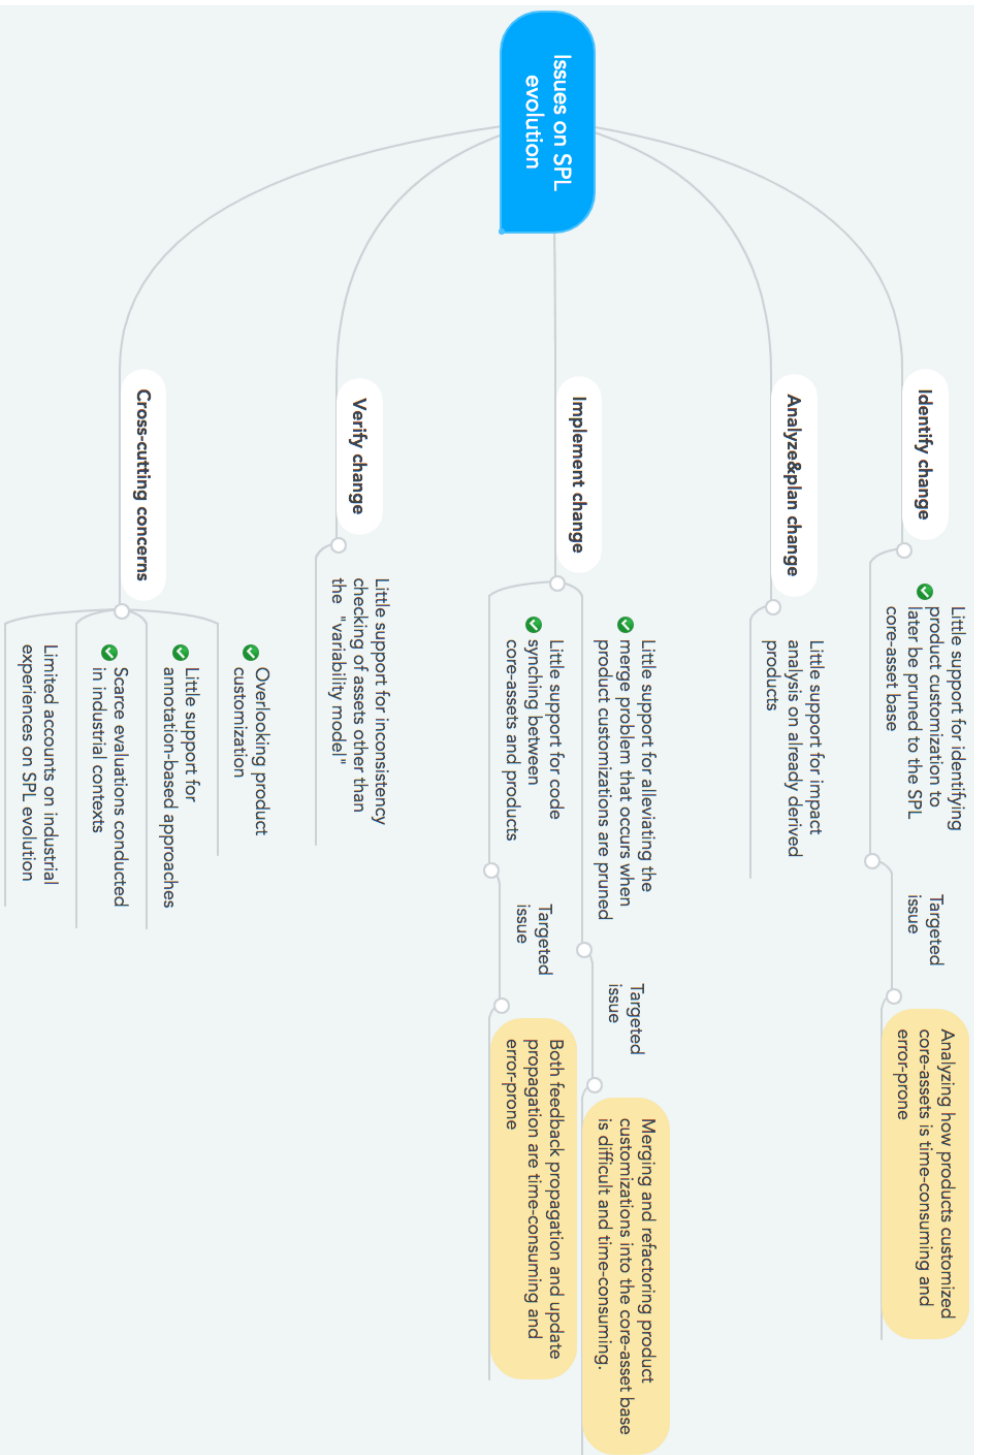 Issues on SPL
evolution
Identify change
Little support for identifying
product customization to
later be pruned to the SPL
core-asset base
Targeted
issue
Analyzing how products customized
core-assets is time-consuming and
error-prone
Analyze&plan change
Little support for impact
analysis on already derived
products
Implement change
Little support for alleviating the
merge problem that occurs when
product customizations are pruned
Targeted
issue
Merging and refactoring product
customizations into the core-asset base
is difficult and time-consuming.
Little support for code
synching between
core-assets and products
Targeted
issue
Both feedback propagation and update
propagation are time-consuming and
error-prone
Verify change
Little support for inconsistency
checking of assets other than
the "variability model"
Cross-cutting concerns
Overlooking product
customization
Little support for
annotation-based approaches
Scarce evaluations conducted
in industrial contexts
Limited accounts on industrial
experiences on SPL evolution